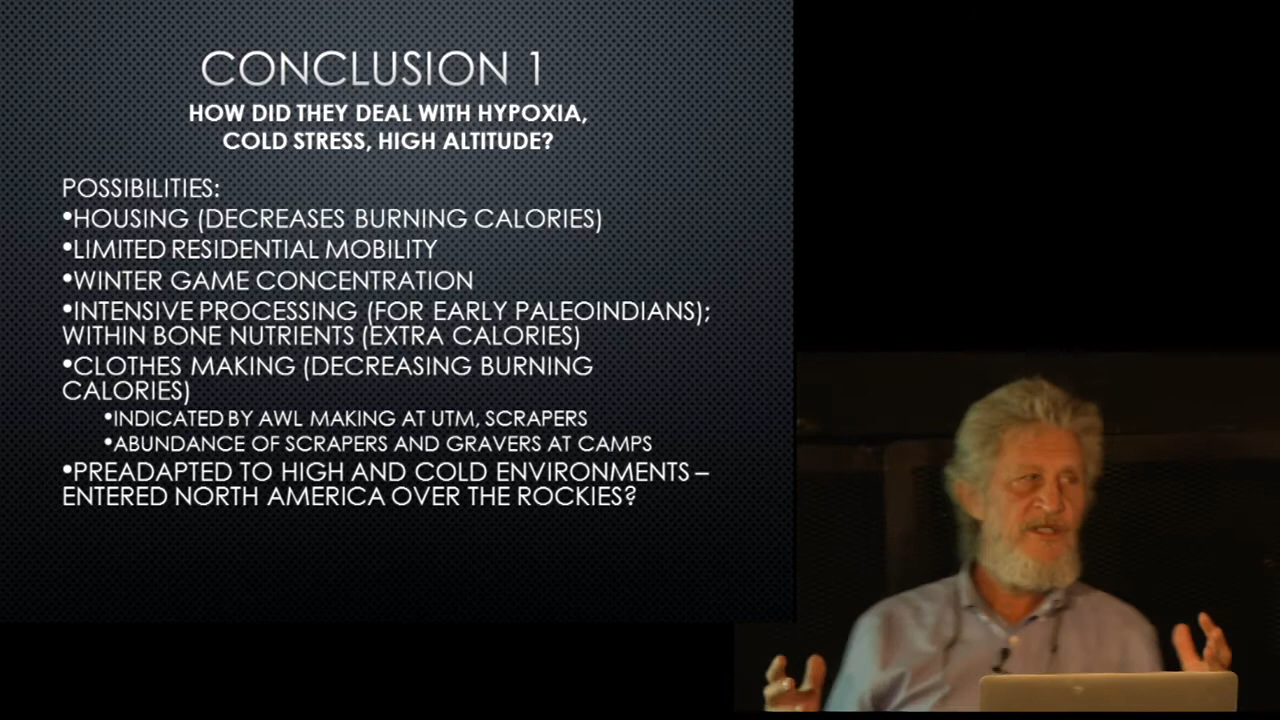 CONCLUSION 1
HOW DID THEY DEAL WITH HYPOXIA,
COLD STRESS, HIGH ALTITUDE?
POSSIBILITIES:
•HOUSING (DECREASES BURNING CALORIES)
•LIMITED RESIDENTIAL MOBILITY
•WINTER GAME CONCENTRATION
•INTENSIVE PROCESSING (FOR EARLY PALEOINDIANS);
WITHIN BONE NUTRIENTS (EXTRA CALORIES)
•CLOTHES MAKING (DECREASING BURNING
CALORIES)
•INDICATED BY AWL MAKING AT UTM, SCRAPERS
•ABUNDANCE OF SCRAPERS AND GRAVERS AT CAMPS
•PREADAPTED TO HIGH AND COLD ENVIRONMENTS –
ENTERED NORTH AMERICA OVER THE ROCKIES?